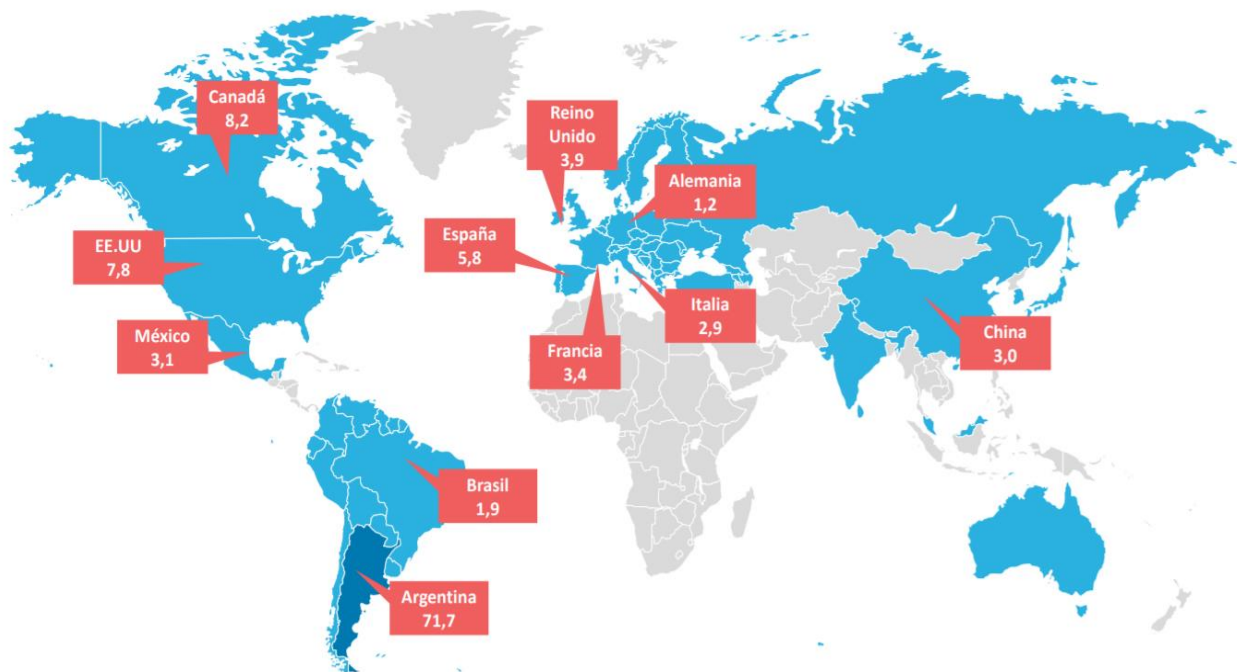 Canadá
8,2
Reino
Unido
3,9
Alemania
1,2
España
5,8
EE.UU
7,8
Italia
2,9
China
3,0
México
3,1
Francia
3,4
Brasil
1,9
Argentina
71,7